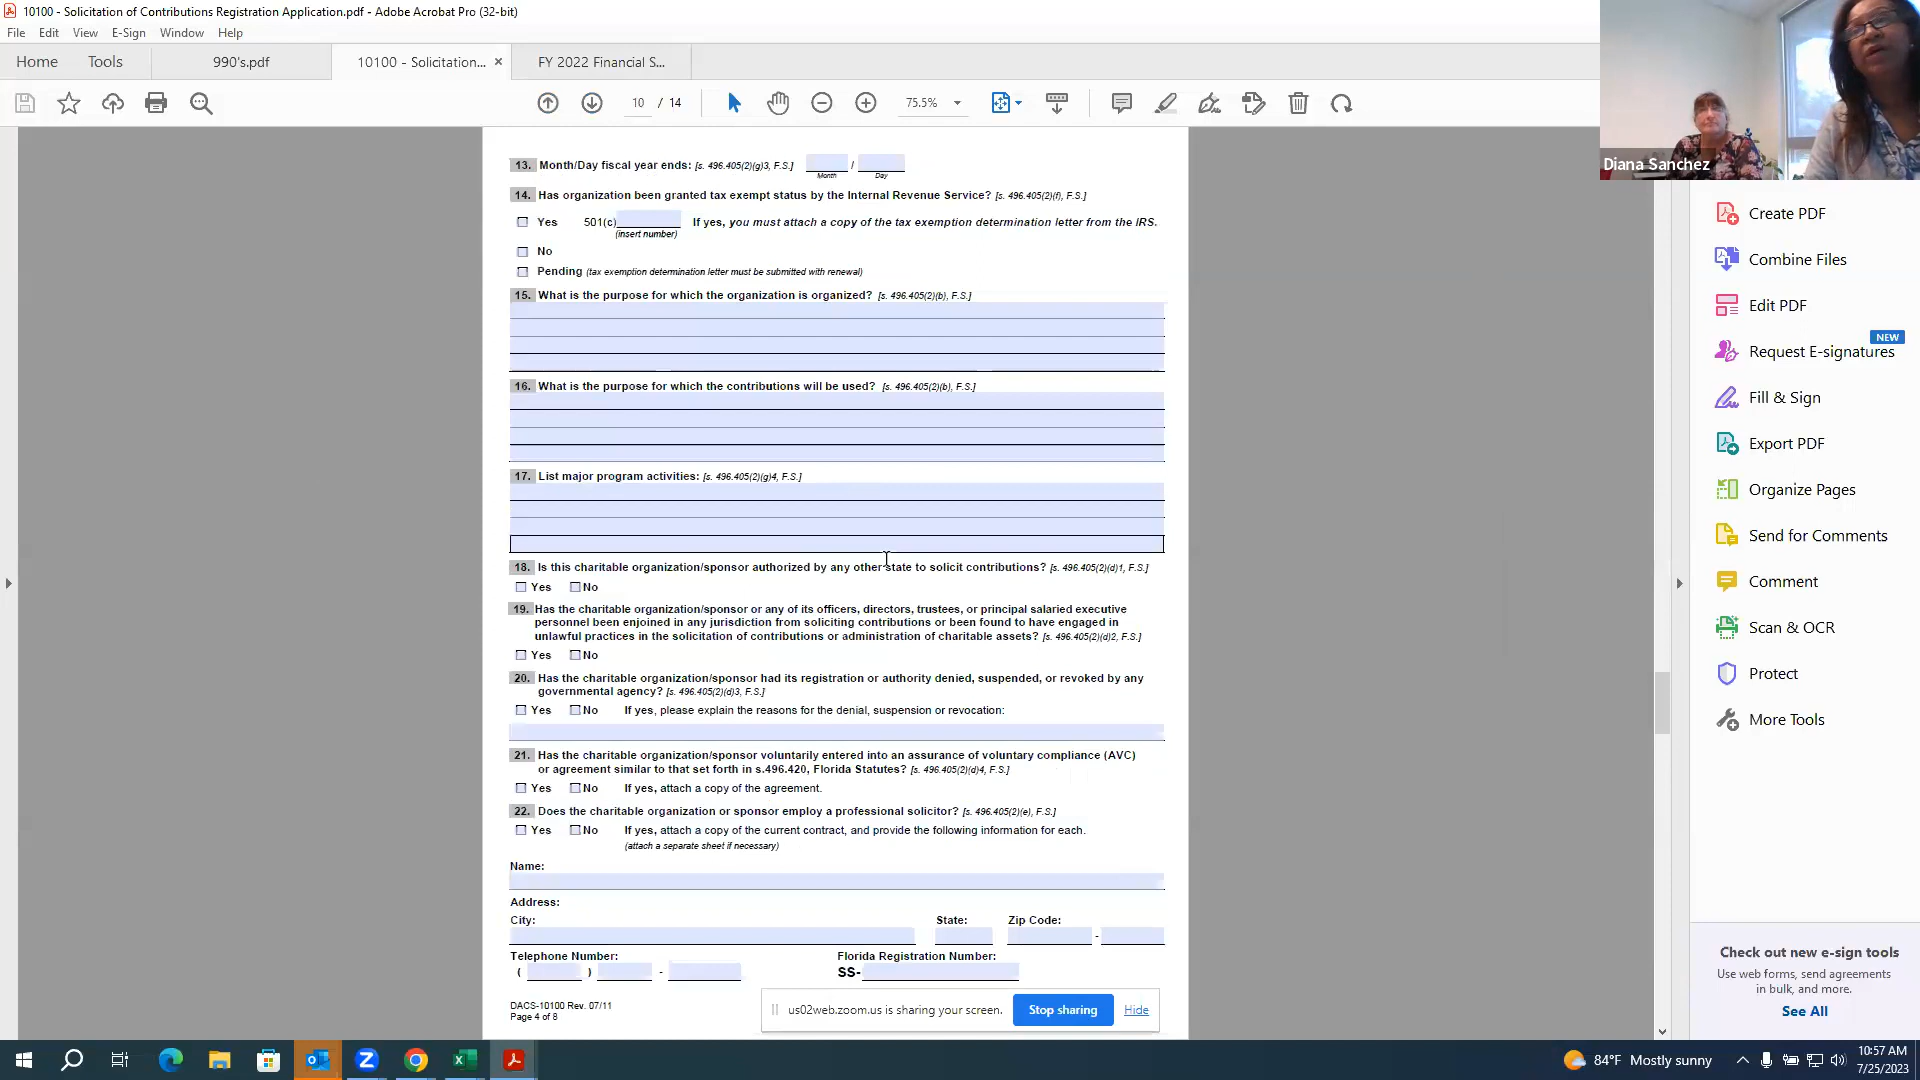 10100 - Solicitation of Contributions Registration Application.pdf - Adobe Acrobat Pro (32-bit)
File Edit View E-Sign Window Help
Home Tools 990's.pdf 10100 - Solicitation... × FY 2022 Financial S...
10 / 14 75.5%
Diana Sanchez
13. Month/Day fiscal year ends: [s. 496.405(2)(g)3, F.S.] /
Month Day
14. Has organization been granted tax exempt status by the Internal Revenue Service? [s. 496.405(2)(f), F.S.]
Yes 501(c) If yes, you must attach a copy of the tax exemption determination letter from the IRS.
(insert number)
No
Pending (tax exemption determination letter must be submitted with renewal)
15. What is the purpose for which the organization is organized? [s. 496.405(2)(b), F.S.]
16. What is the purpose for which the contributions will be used? [s. 496.405(2)(b), F.S.]
17. List major program activities: [s. 496.405(2)(g)4, F.S.]
18. Is this charitable organization/sponsor authorized by any other state to solicit contributions? [s. 496.405(2)(d)1, F.S.]
Yes No
19. Has the charitable organization/sponsor or any of its officers, directors, trustees, or principal salaried executive
personnel been enjoined in any jurisdiction from soliciting contributions or been found to have engaged in
unlawful practices in the solicitation of contributions or administration of charitable assets? [s. 496.405(2)(d)2, F.S.]
Yes No
20. Has the charitable organization/sponsor had its registration or authority denied, suspended, or revoked by any
governmental agency? [s. 496.405(2)(d)3, F.S.]
Yes No If yes, please explain the reasons for the denial, suspension or revocation:
21. Has the charitable organization/sponsor voluntarily entered into an assurance of voluntary compliance (AVC)
or agreement similar to that set forth in s.496.420, Florida Statutes? [s. 496.405(2)(d)4, F.S.]
Yes No If yes, attach a copy of the agreement.
22. Does the charitable organization or sponsor employ a professional solicitor? [s. 496.405(2)(e), F.S.]
Yes No If yes, attach a copy of the current contract, and provide the following information for each.
(attach a separate sheet if necessary)
Name:
Address:
City: State: Zip Code:
-
Telephone Number: Florida Registration Number:
( ) - SS-
DACS-10100 Rev. 07/11
Page 4 of 8
us02web.zoom.us is sharing your screen. Stop sharing Hide
Create PDF
Combine Files
Edit PDF
NEW
Request E-signatures
Fill & Sign
Export PDF
Organize Pages
Send for Comments
Comment
Scan & OCR
Protect
More Tools
Check out new e-sign tools
Use web forms, send agreements
in bulk, and more.
See All
84°F Mostly sunny
10:57 AM
7/25/2023